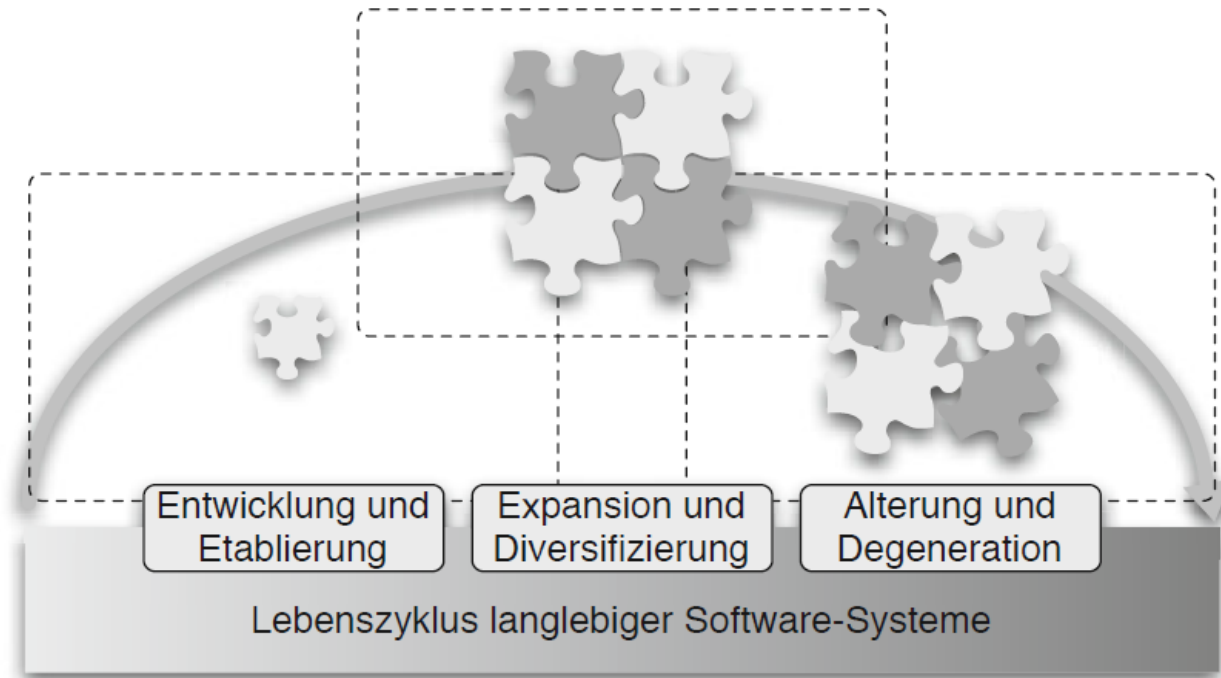 Entwicklung und
Etablierung
Expansion und
Diversifizierung
Alterung und
Degeneration
Lebenszyklus langlebiger Software-Systeme